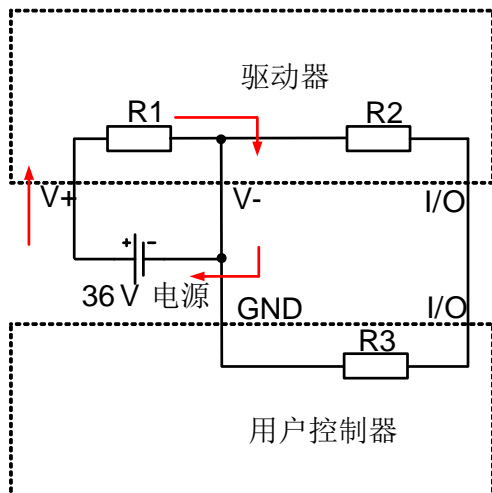 驱动器
R1 R2
V+ V- I/O
+ -
36V 电源
GND I/O
R3
用户控制器